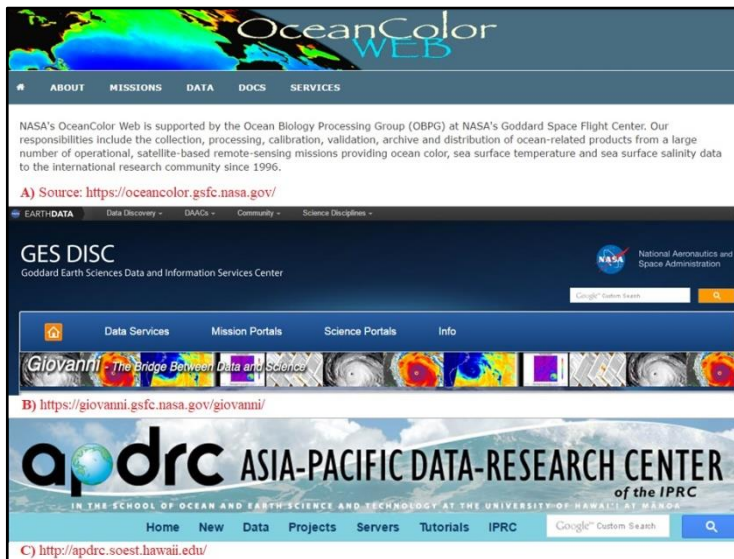 OceanColor
WEB
ABOUT MISSIONS DATA DOCS SERVICES
NASA's OceanColor Web is supported by the Ocean Biology Processing Group (OBPG) at NASA's Goddard Space Flight Center. Our
responsibilities include the collection, processing, calibration, validation, archive and distribution of ocean-related products from a large
number of operational, satellite-based remote-sensing missions providing ocean color, sea surface temperature and sea surface salinity data
to the international research community since 1996.
A) Source: https://oceancolor.gsfc.nasa.gov/
EARTHDATA Data Discovery DAACs Community Science Disciplines
GES DISC
Goddard Earth Sciences Data and Information Services Center
NASA
National Aeronautics and
Space Administration
Google™ Custom Search
Data Services Mission Portals Science Portals Info
Giovanni - The Bridge Between Data and Science
B) https://giovanni.gsfc.nasa.gov/giovanni/
apdrc ASIA-PACIFIC DATA-RESEARCH CENTER
of the IPRC
IN THE SCHOOL OF OCEAN AND EARTH SCIENCE AND TECHNOLOGY AT THE UNIVERSITY OF HAWAI'I AT MĀNOA
Home New Data Projects Servers Tutorials IPRC Google™ Custom Search
C) http://apdrc.soest.hawaii.edu/